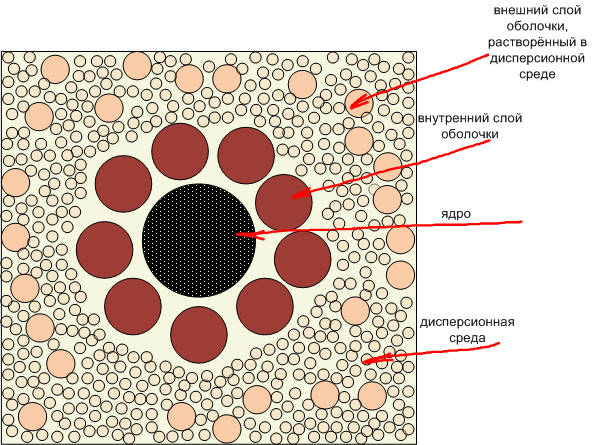 внешний слой
оболочки,
растворённый в
дисперсионной
среде
внутренний слой
оболочки
ядро
дисперсионная
среда